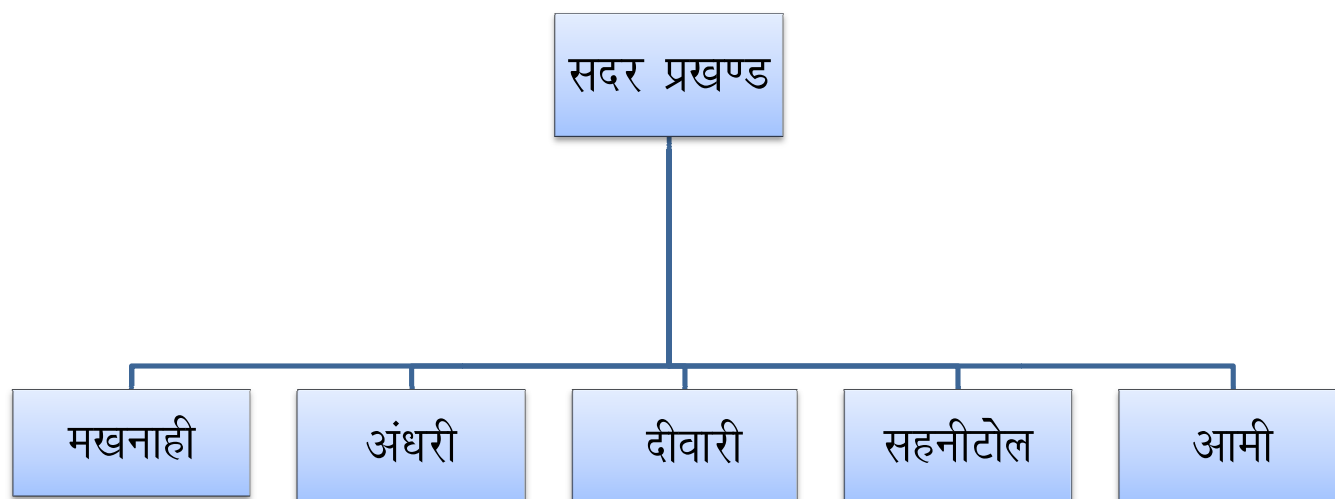 सदर प्रखण्ड
मखनाही
अंधरी
दीवारी
सहनीटोल
आमी